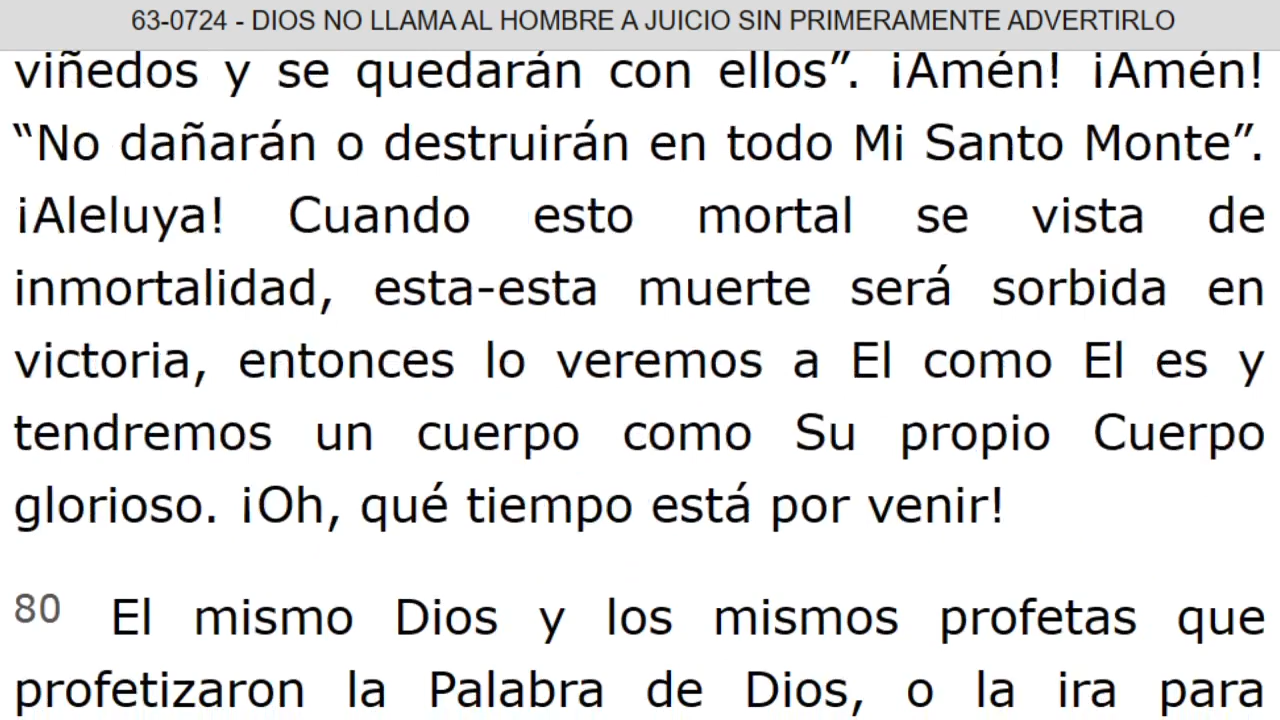 63-0724 - DIOS NO LLAMA AL HOMBRE A JUICIO SIN PRIMERAMENTE ADVERTIRLO
viñedos y se quedarán con ellos”. ¡Amén! ¡Amén!
“No dañarán o destruirán en todo Mi Santo Monte”.
¡Aleluya! Cuando esto mortal se vista de
inmortalidad, esta-esta muerte será sorbida en
victoria, entonces lo veremos a El como El es y
tendremos un cuerpo como Su propio Cuerpo
glorioso. ¡Oh, qué tiempo está por venir!
80 El mismo Dios y los mismos profetas que
profetizaron la Palabra de Dios, o la ira para